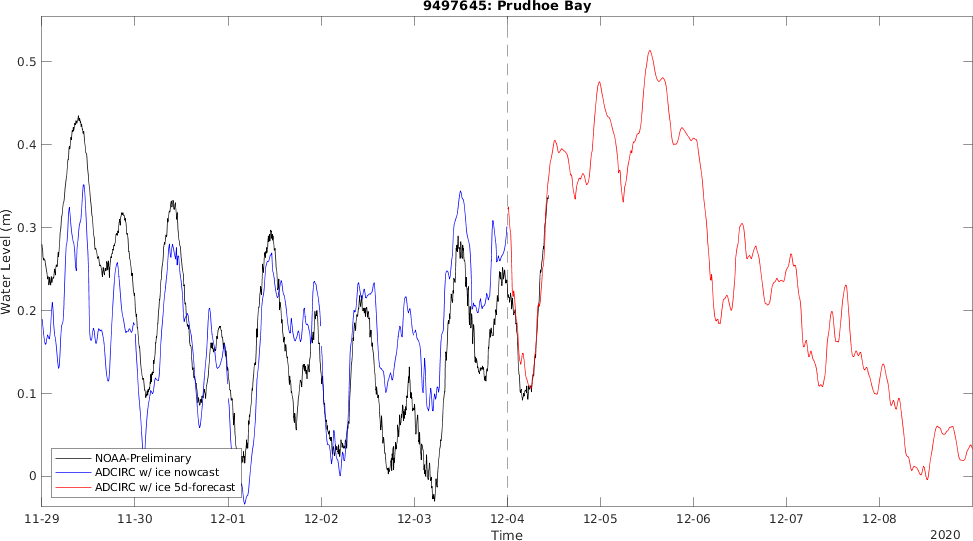 9497645: Prudhoe Bay
Water Level (m)
0.5
0.4
0.3
0.2
0.1
0
NOAA-Preliminary
ADCIRC w/ ice nowcast
ADCIRC w/ ice 5d-forecast
11-29 11-30 12-01 12-02 12-03 12-04 12-05 12-06 12-07 12-08
Time
2020